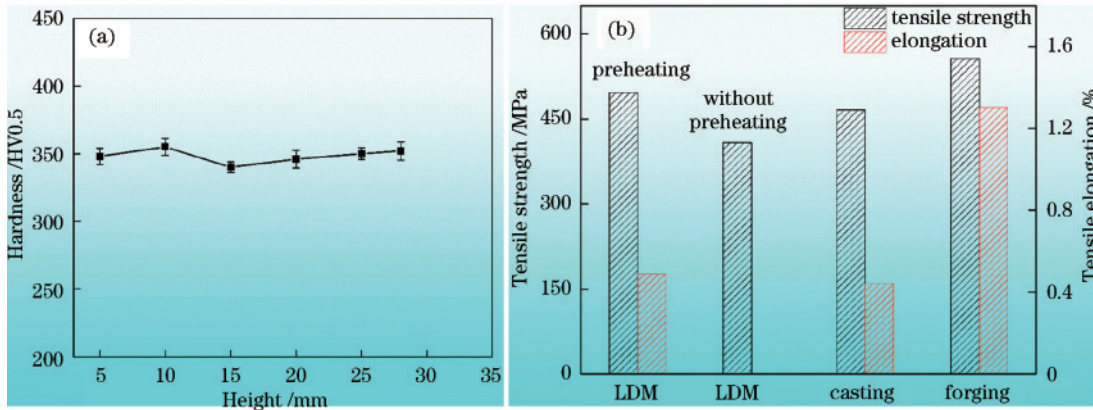 (a)
450
400
350
300
250
200
5 10 15 20 25 30 35
Height /mm
Hardness /HV0.5
(b)
tensile strength
elongation
preheating
without
preheating
600
450
300
150
0
Tensile strength /MPa
1.6
1.2
0.8
0.4
0
Tensile elongation /%
LDM LDM casting forging